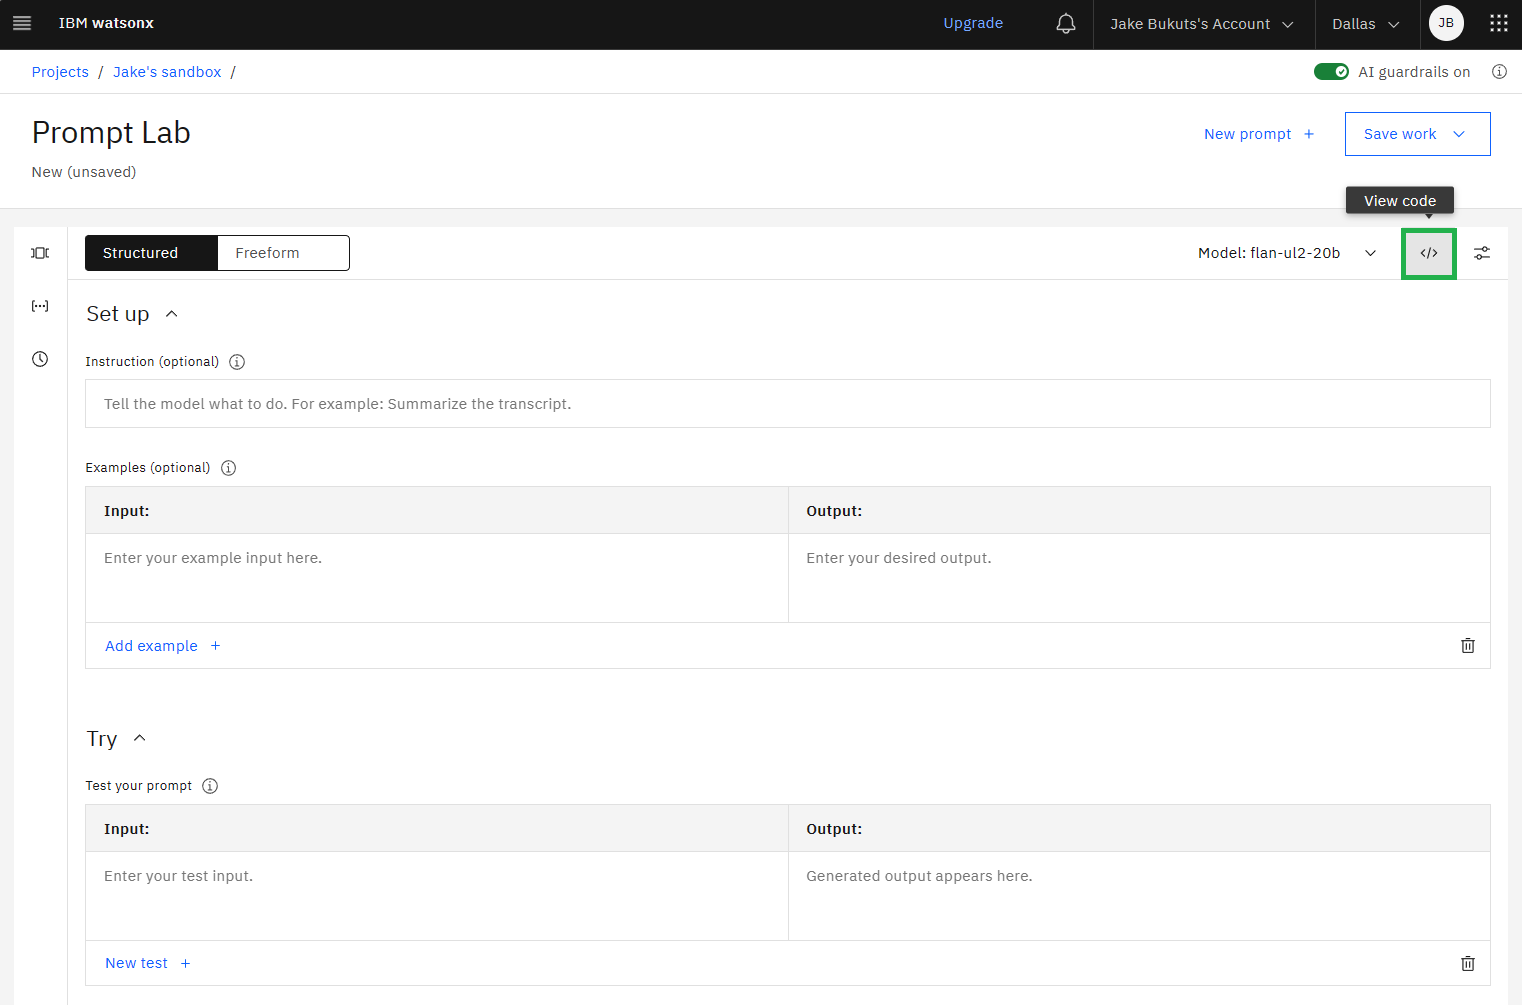 IBM watsonx Upgrade Jake Bukuts's Account Dallas JB
Projects / Jake's sandbox / AI guardrails on
Prompt Lab
New prompt + Save work
New (unsaved)
View code
Structured Freeform Model: flan-ul2-20b </>
Set up
Instruction (optional)
Tell the model what to do. For example: Summarize the transcript.
Examples (optional)
Input: Output:
Enter your example input here. Enter your desired output.
Add example +
Try
Test your prompt
Input: Output:
Enter your test input. Generated output appears here.
New test +